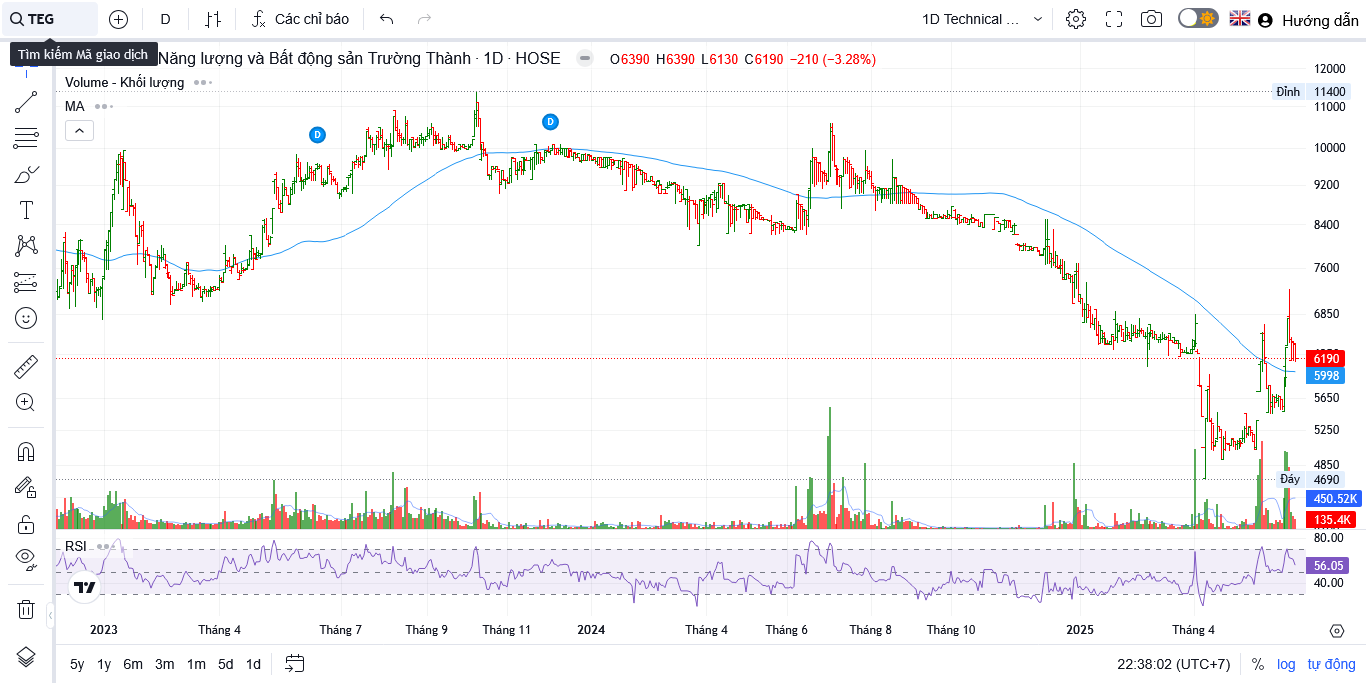 TEG
D
Các chỉ báo
1D Technical ...
Hướng dẫn
Tìm kiếm Mã giao dịch
Năng lượng và Bất động sản Trường Thành · 1D · HOSE
O6390 H6390 L6130 C6190 −210 (−3.28%)
Volume - Khối lượng
MA
D
D
12000
Đỉnh 11400
11000
10000
9200
8400
7600
6850
6190
5998
5650
5250
4850
Đáy 4690
450.52K
135.4K
RSI
80.00
56.05
40.00
2023
Tháng 4
Tháng 7
Tháng 9
Tháng 11
2024
Tháng 4
Tháng 6
Tháng 8
Tháng 10
2025
Tháng 4
5y 1y 6m 3m 1m 5d 1d
22:38:02 (UTC+7)
%
log
tự động